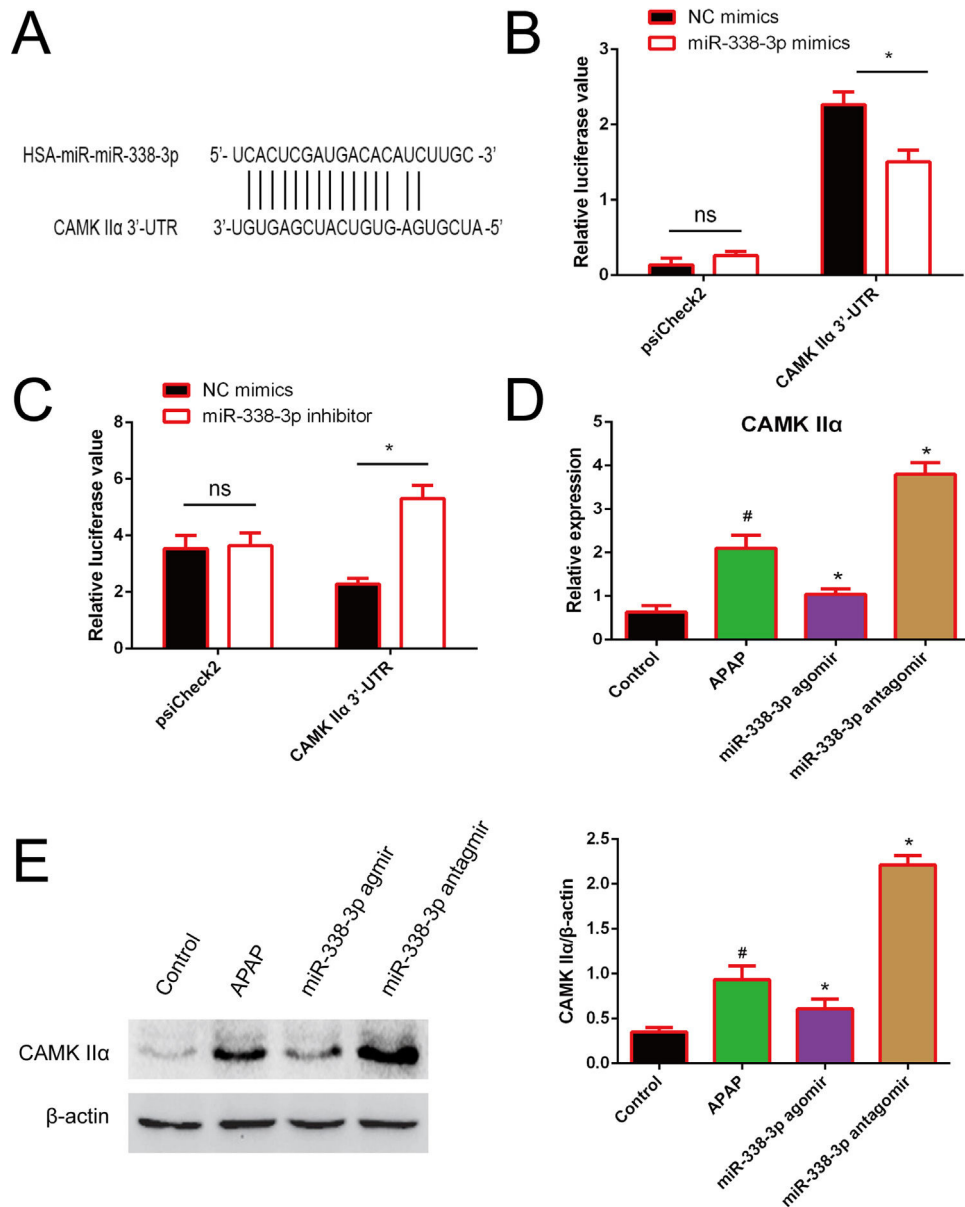 A
HSA-miR-miR-338-3p 5’- UCACUCGAUGACACAUCUUGC -3’
CAMK IIα 3’-UTR 3’-UGUGAGCUACUGUG-AGUGCUA-5’
B
NC mimics
miR-338-3p mimics
Relative luciferase value
3
2
1
0
ns
*
psiCheck2
CAMK IIα 3’-UTR
C
NC mimics
miR-338-3p inhibitor
Relative luciferase value
8
6
4
2
0
ns
*
psiCheck2
CAMK IIα 3’-UTR
D
CAMK IIα
Relative expression
5
4
3
2
1
0
#
*
*
Control
APAP
miR-338-3p agomir
miR-338-3p antagomir
E
Control
APAP
miR-338-3p agmir
miR-338-3p antagmir
CAMK IIα
β-actin
CAMK IIα/β-actin
2.5
2.0
1.5
1.0
0.5
0.0
#
*
*
Control
APAP
miR-338-3p agomir
miR-338-3p antagomir